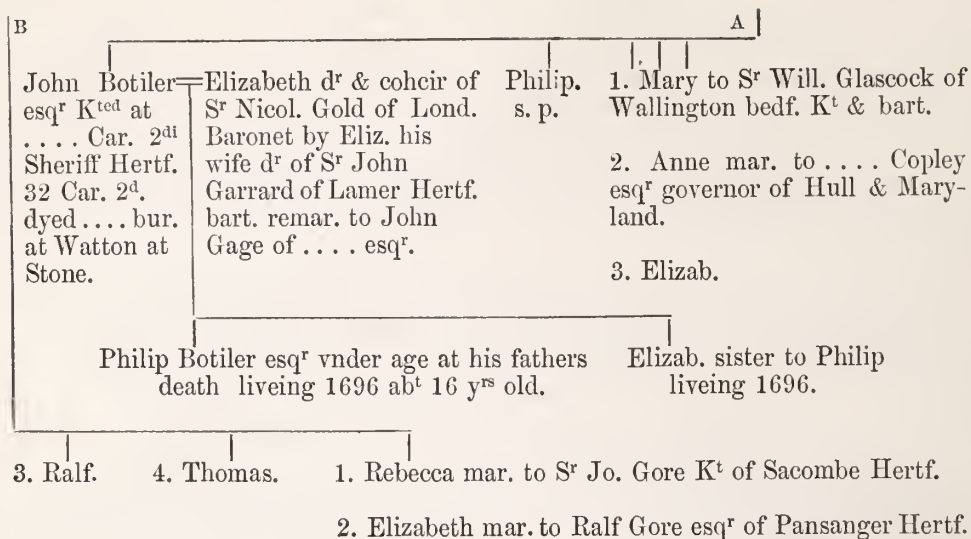 B
A
John Botiler
esqʳ Kᵗᵉᵈ at
. . . . Car. 2ᵈⁱ
Sheriff Hertf.
32 Car. 2ᵈ.
dyed . . . . bur.
at Watton at
Stone.
Elizabeth dʳ & coheir of
Sʳ Nicol. Gold of Lond.
Baronet by Eliz. his
wife dʳ of Sʳ John
Garrard of Lamer Hertf.
bart. remar. to John
Gage of . . . . esqʳ.
Philip.
s. p.
1. Mary to Sʳ Will. Glascock of
Wallington bedf. Kᵗ & bart.
2. Anne mar. to . . . . Copley
esqʳ governor of Hull & Mary-
land.
3. Elizab.
Philip Botiler esqʳ vnder age at his fathers
death liveing 1696 abᵗ 16 yʳˢ old.
Elizab. sister to Philip
liveing 1696.
3. Ralf.
4. Thomas.
1. Rebecca mar. to Sʳ Jo. Gore Kᵗ of Sacombe Hertf.
2. Elizabeth mar. to Ralf Gore esqʳ of Pansanger Hertf.